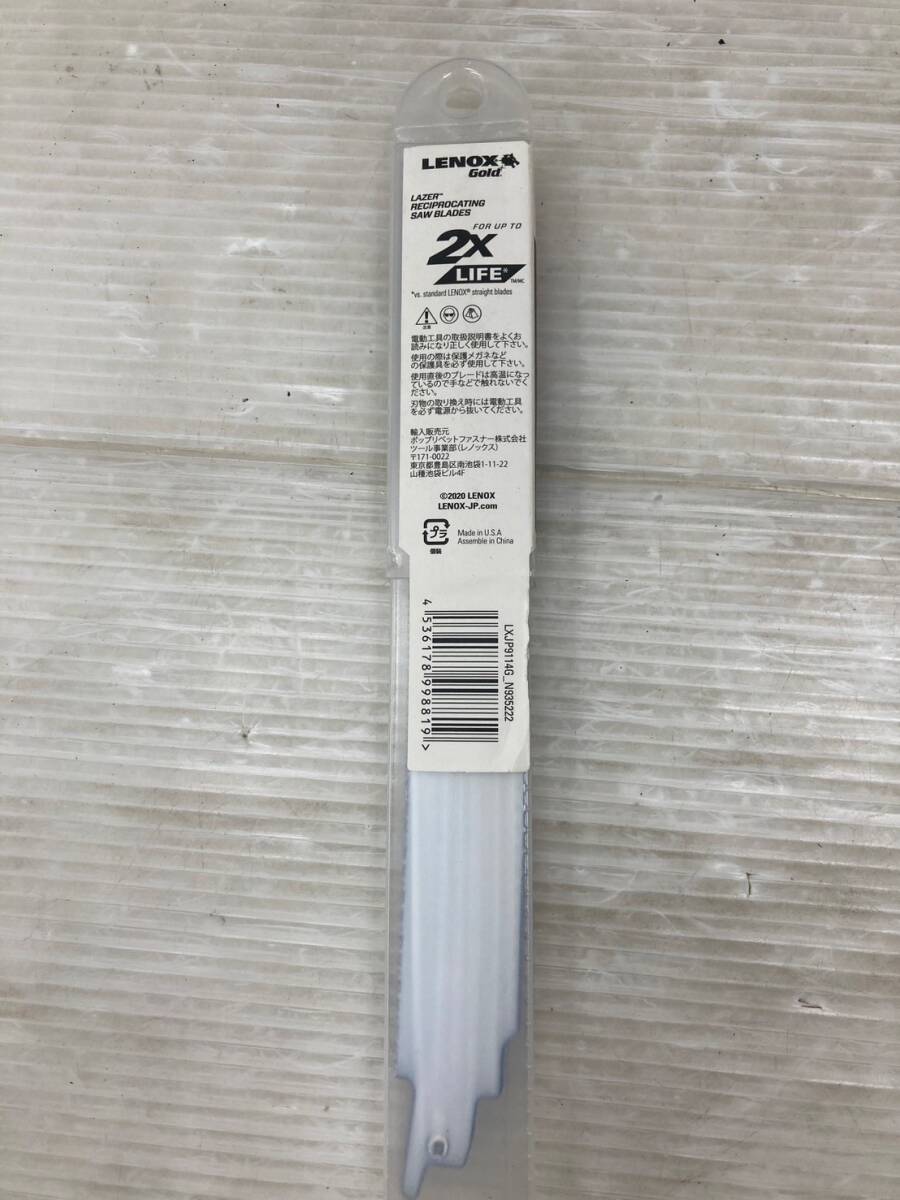 LENOX
Gold®
LAZER™
RECIPROCATING
SAW BLADES
FOR UP TO
2X
LIFE*
TM/MC
*vs. standard LENOX® straight blades
注意
電動工具の取扱説明書をよくお
読みになり正しく使用して下さい。
使用の際は保護メガネなど
の保護具を必ず使用して下さい。
使用直後のブレードは高温になっ
ているので手などで触れないでく
ださい。
刃物の取り換え時には電動工具
を必ず電源から抜いてください。
輸入販売元
ポップリベットファスナー株式会社
ツール事業部(レノックス)
〒171-0022
東京都豊島区南池袋1-11-22
山種池袋ビル4F
©2020 LENOX
LENOX-JP.com
プラ
個装
Made in U.S.A
Assemble in China
4 536178 998819 >
LXJP9114G_N935222